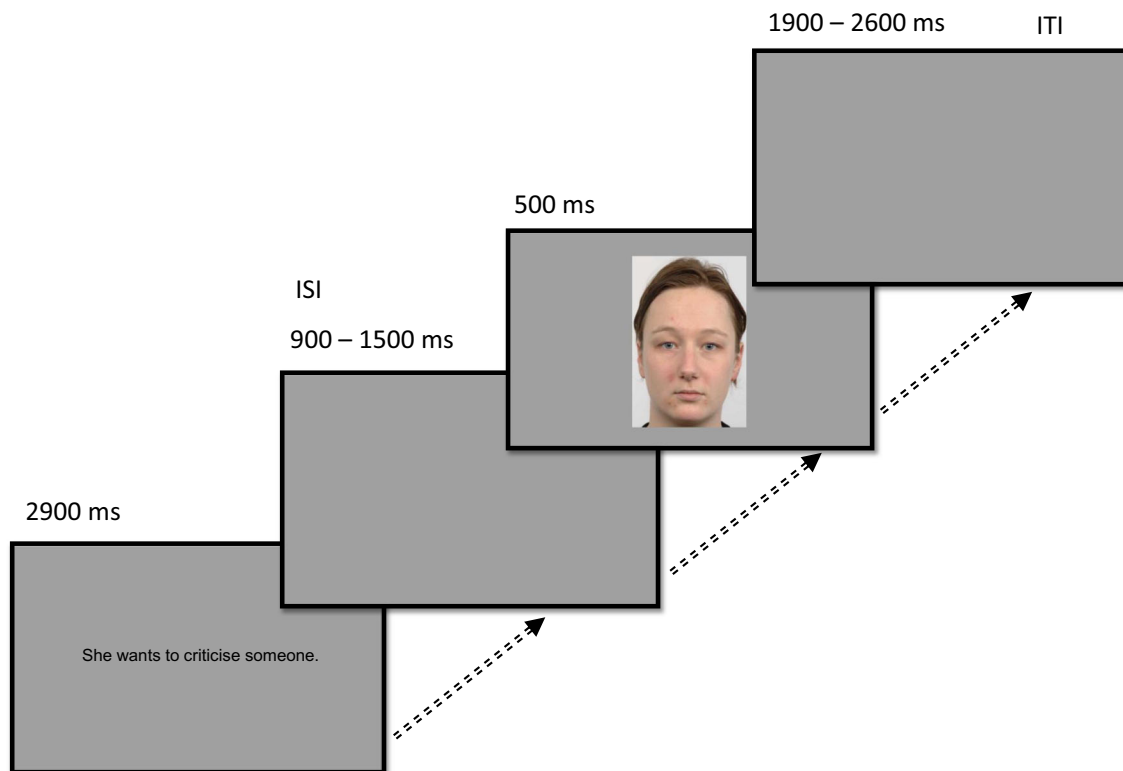 1900 – 2600 ms ITI
500 ms
ISI
900 – 1500 ms
2900 ms
She wants to criticise someone.